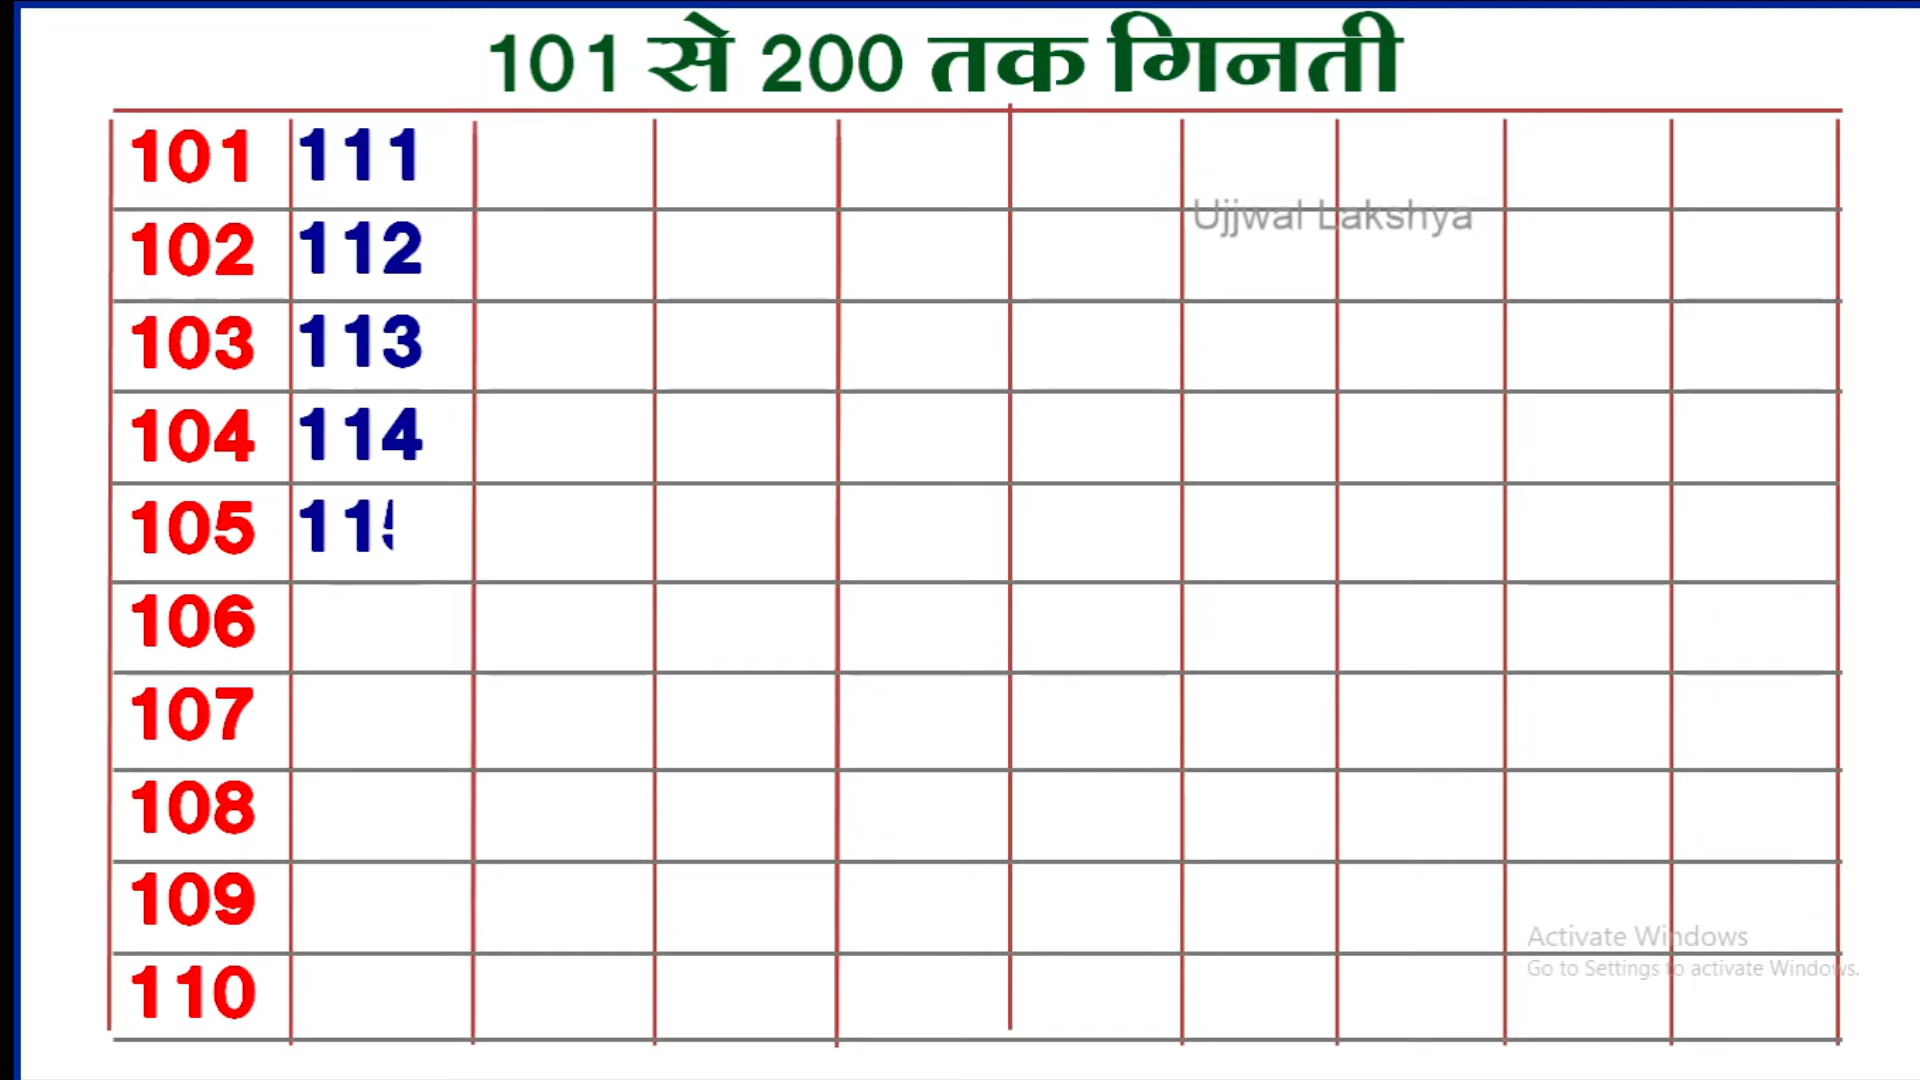 101 से 200 तक गिनती
101 111
Ujjwal Lakshya
102 112
103 113
104 114
105 115
106
107
108
109
Activate Windows
Go to Settings to activate Windows.
110